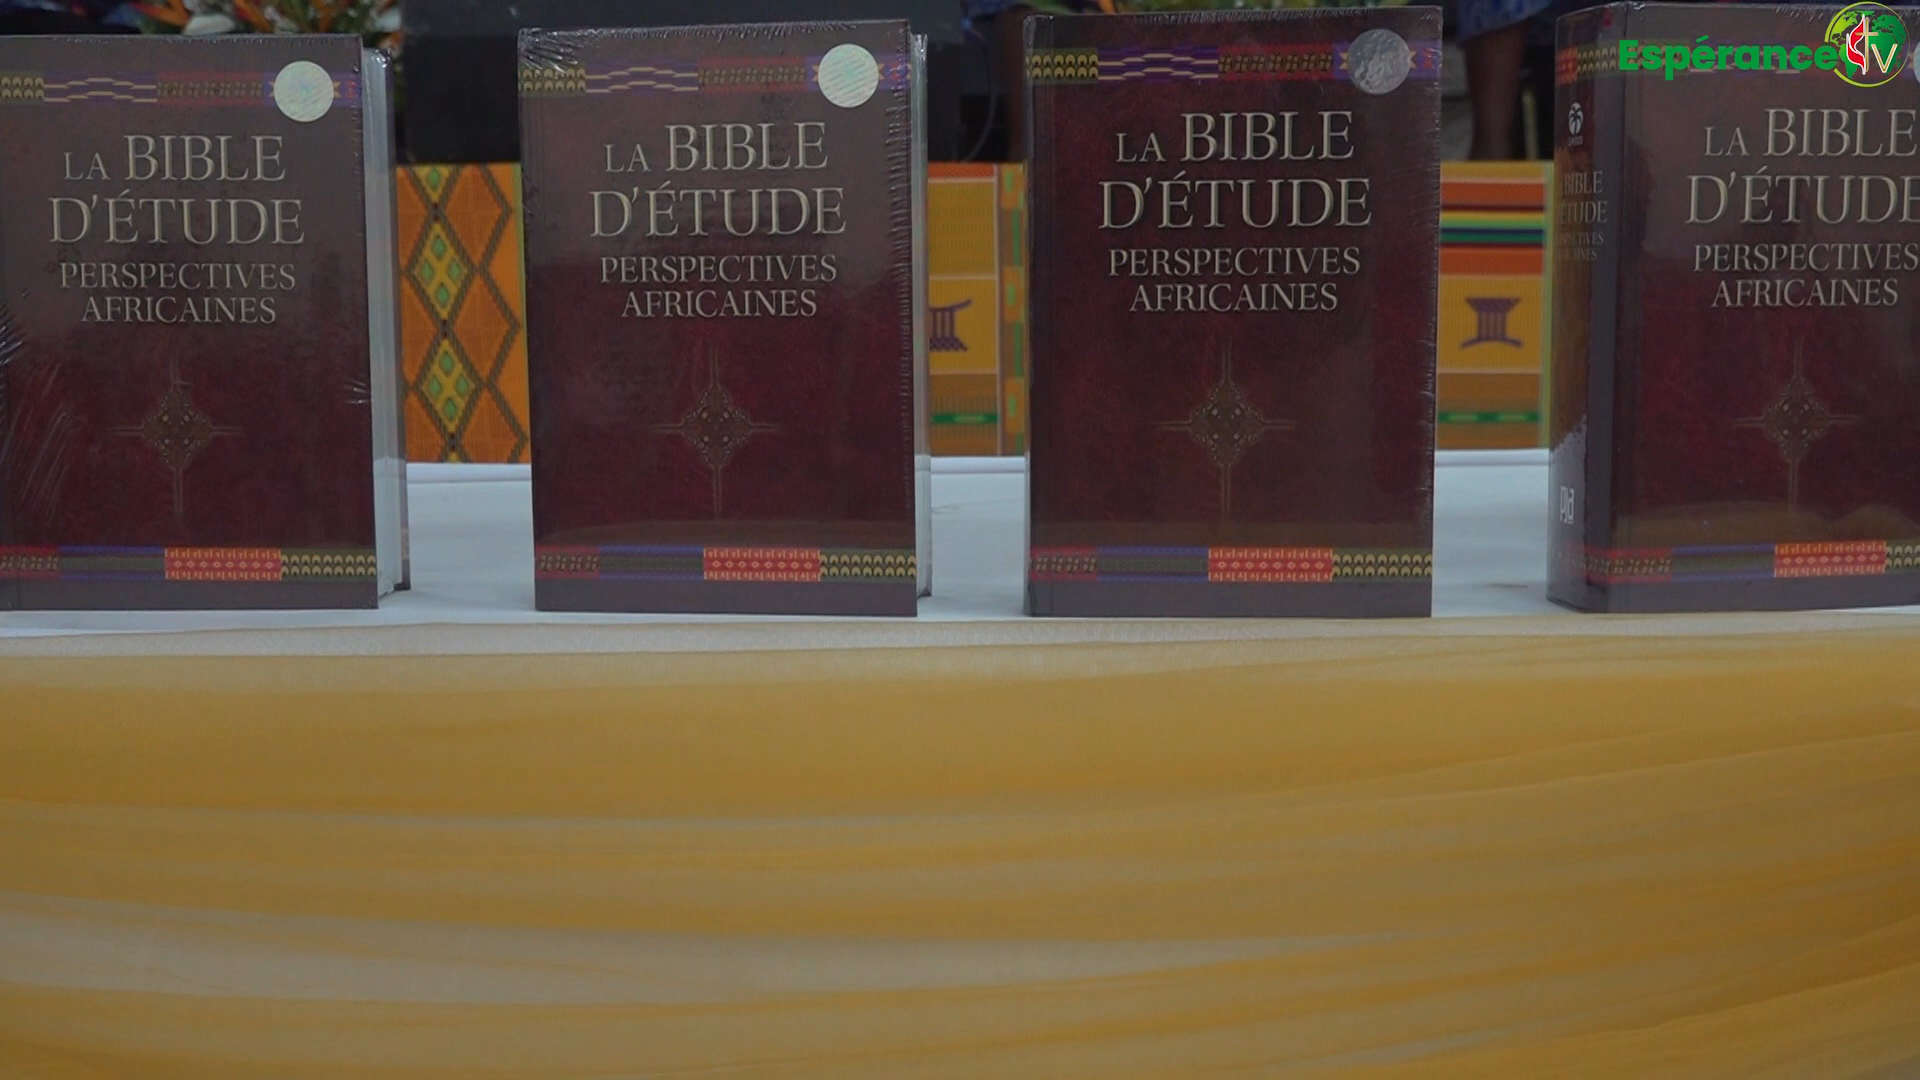 Espérance TV
LA BIBLE
D'ÉTUDE
PERSPECTIVES
AFRICAINES
LA BIBLE
D'ÉTUDE
PERSPECTIVES
AFRICAINES
LA BIBLE
D'ÉTUDE
PERSPECTIVES
AFRICAINES
BIBLE
ÉTUDE
LA BIBLE
D'ÉTUDE
PERSPECTIVES
AFRICAINES